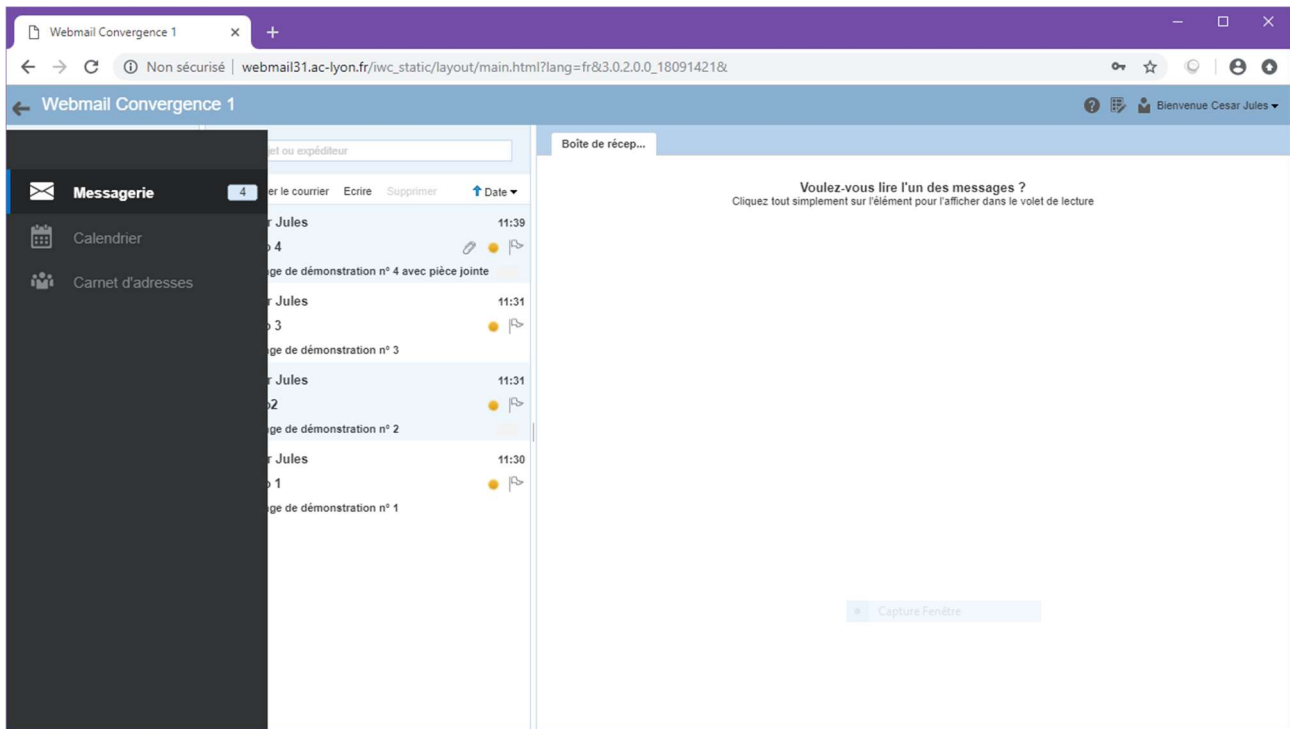 Webmail Convergence 1
Non sécurisé | webmail31.ac-lyon.fr/iwc_static/layout/main.html?lang=fr&3.0.2.0.0_18091421&
Webmail Convergence 1
Bienvenue Cesar Jules
Messagerie 4
Calendrier
Carnet d'adresses
jet ou expéditeur
er le courrier Ecrire Supprimer Date
r Jules 11:39
4
ge de démonstration n° 4 avec pièce jointe
r Jules 11:31
3
ge de démonstration n° 3
r Jules 11:31
2
ge de démonstration n° 2
r Jules 11:30
1
ge de démonstration n° 1
Boîte de récep...
Voulez-vous lire l'un des messages ?
Cliquez tout simplement sur l'élément pour l'afficher dans le volet de lecture
Capture Fenêtre